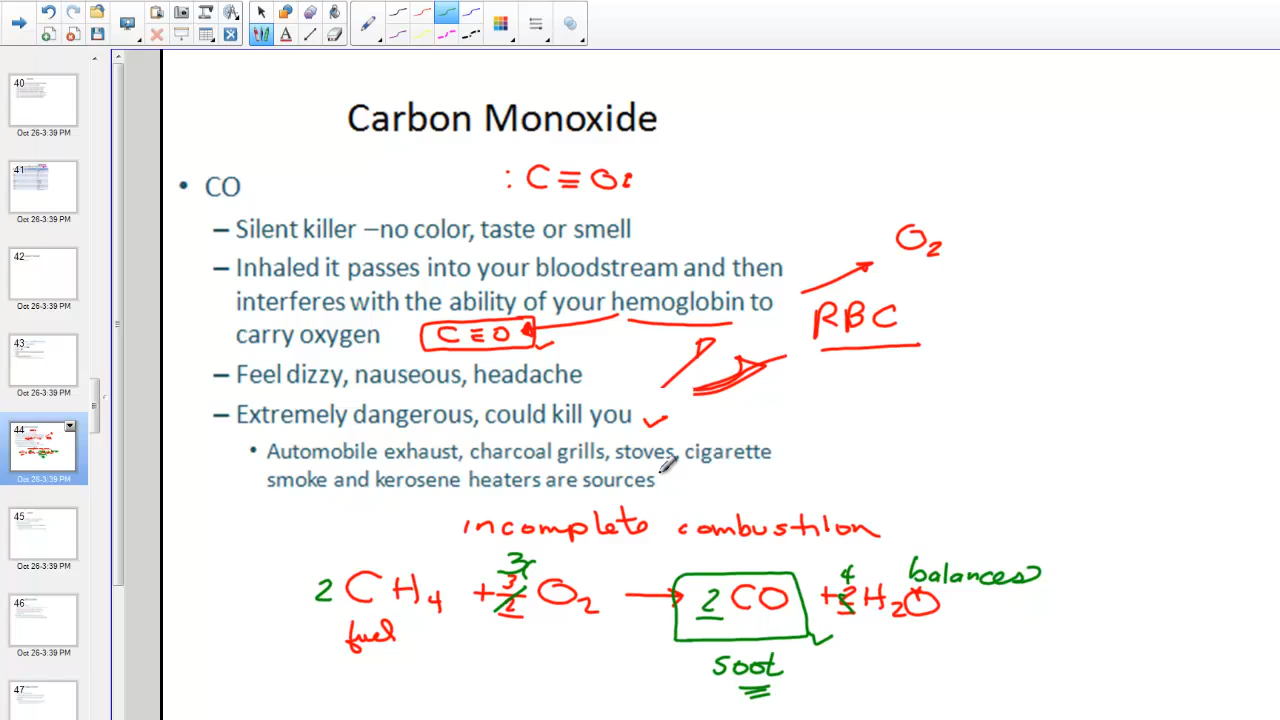 Carbon Monoxide
• CO
:C≡O:
– Silent killer –no color, taste or smell
O2
– Inhaled it passes into your bloodstream and then
interferes with the ability of your hemoglobin to
RBC
carry oxygen
C≡O
– Feel dizzy, nauseous, headache
– Extremely dangerous, could kill you
• Automobile exhaust, charcoal grills, stoves, cigarette
smoke and kerosene heaters are sources
incomplete combustilon
balances
2 CH4 + 3/2 3 O2 → 2 CO + 2 4 H2O
fuel
soot
40
Oct 26-3:39 PM
41
Oct 26-3:39 PM
42
Oct 26-3:39 PM
43
Oct 26-3:39 PM
44
Oct 26-3:39 PM
45
Oct 26-3:39 PM
46
Oct 26-3:39 PM
47